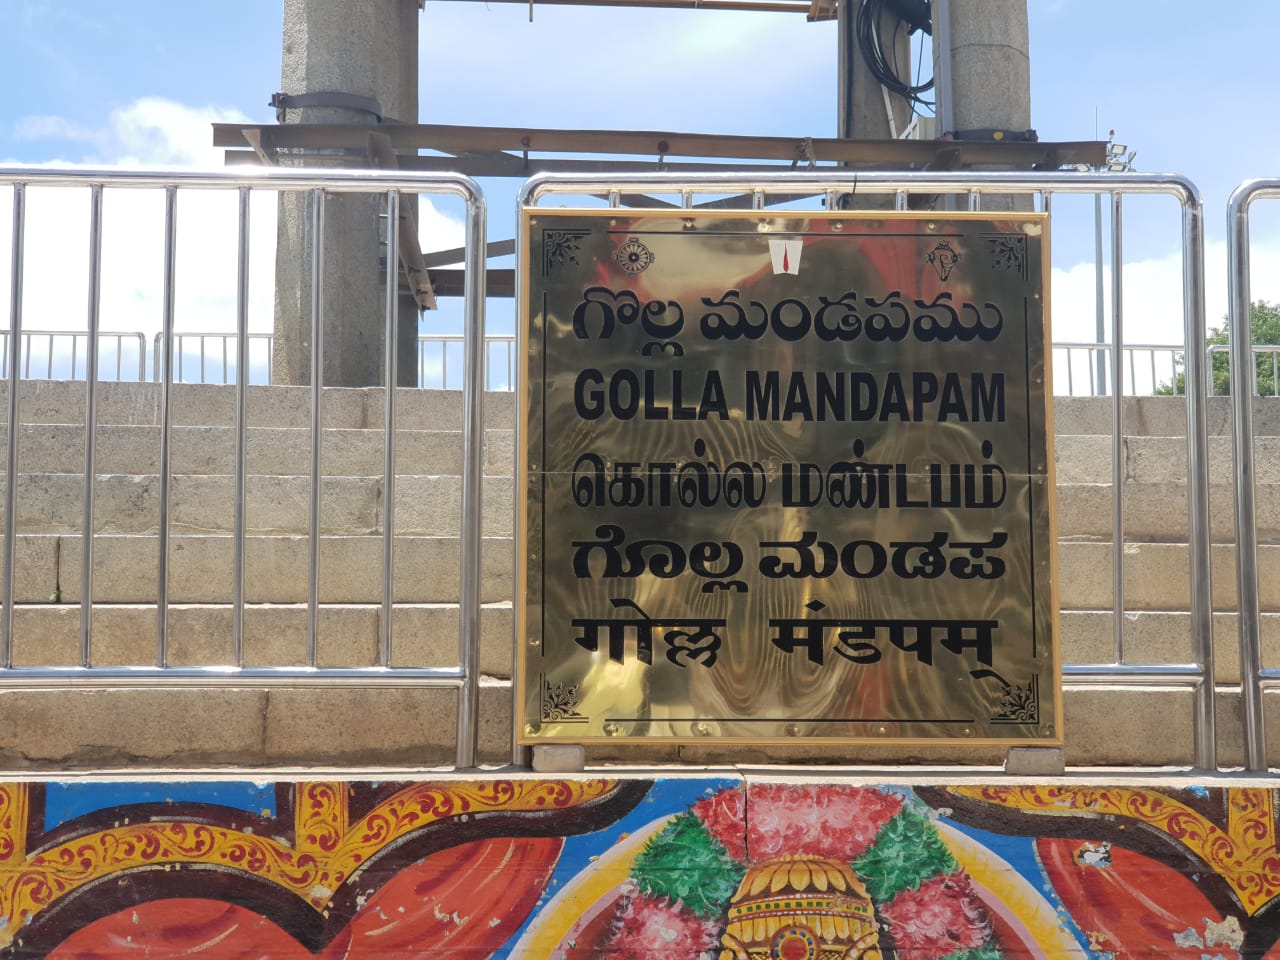 గొల్ల మండపము
GOLLA MANDAPAM
கொல்ல மண்டபம்
ಗೊಲ್ಲ ಮಂಡಪ
गोल्ल मंडपम्